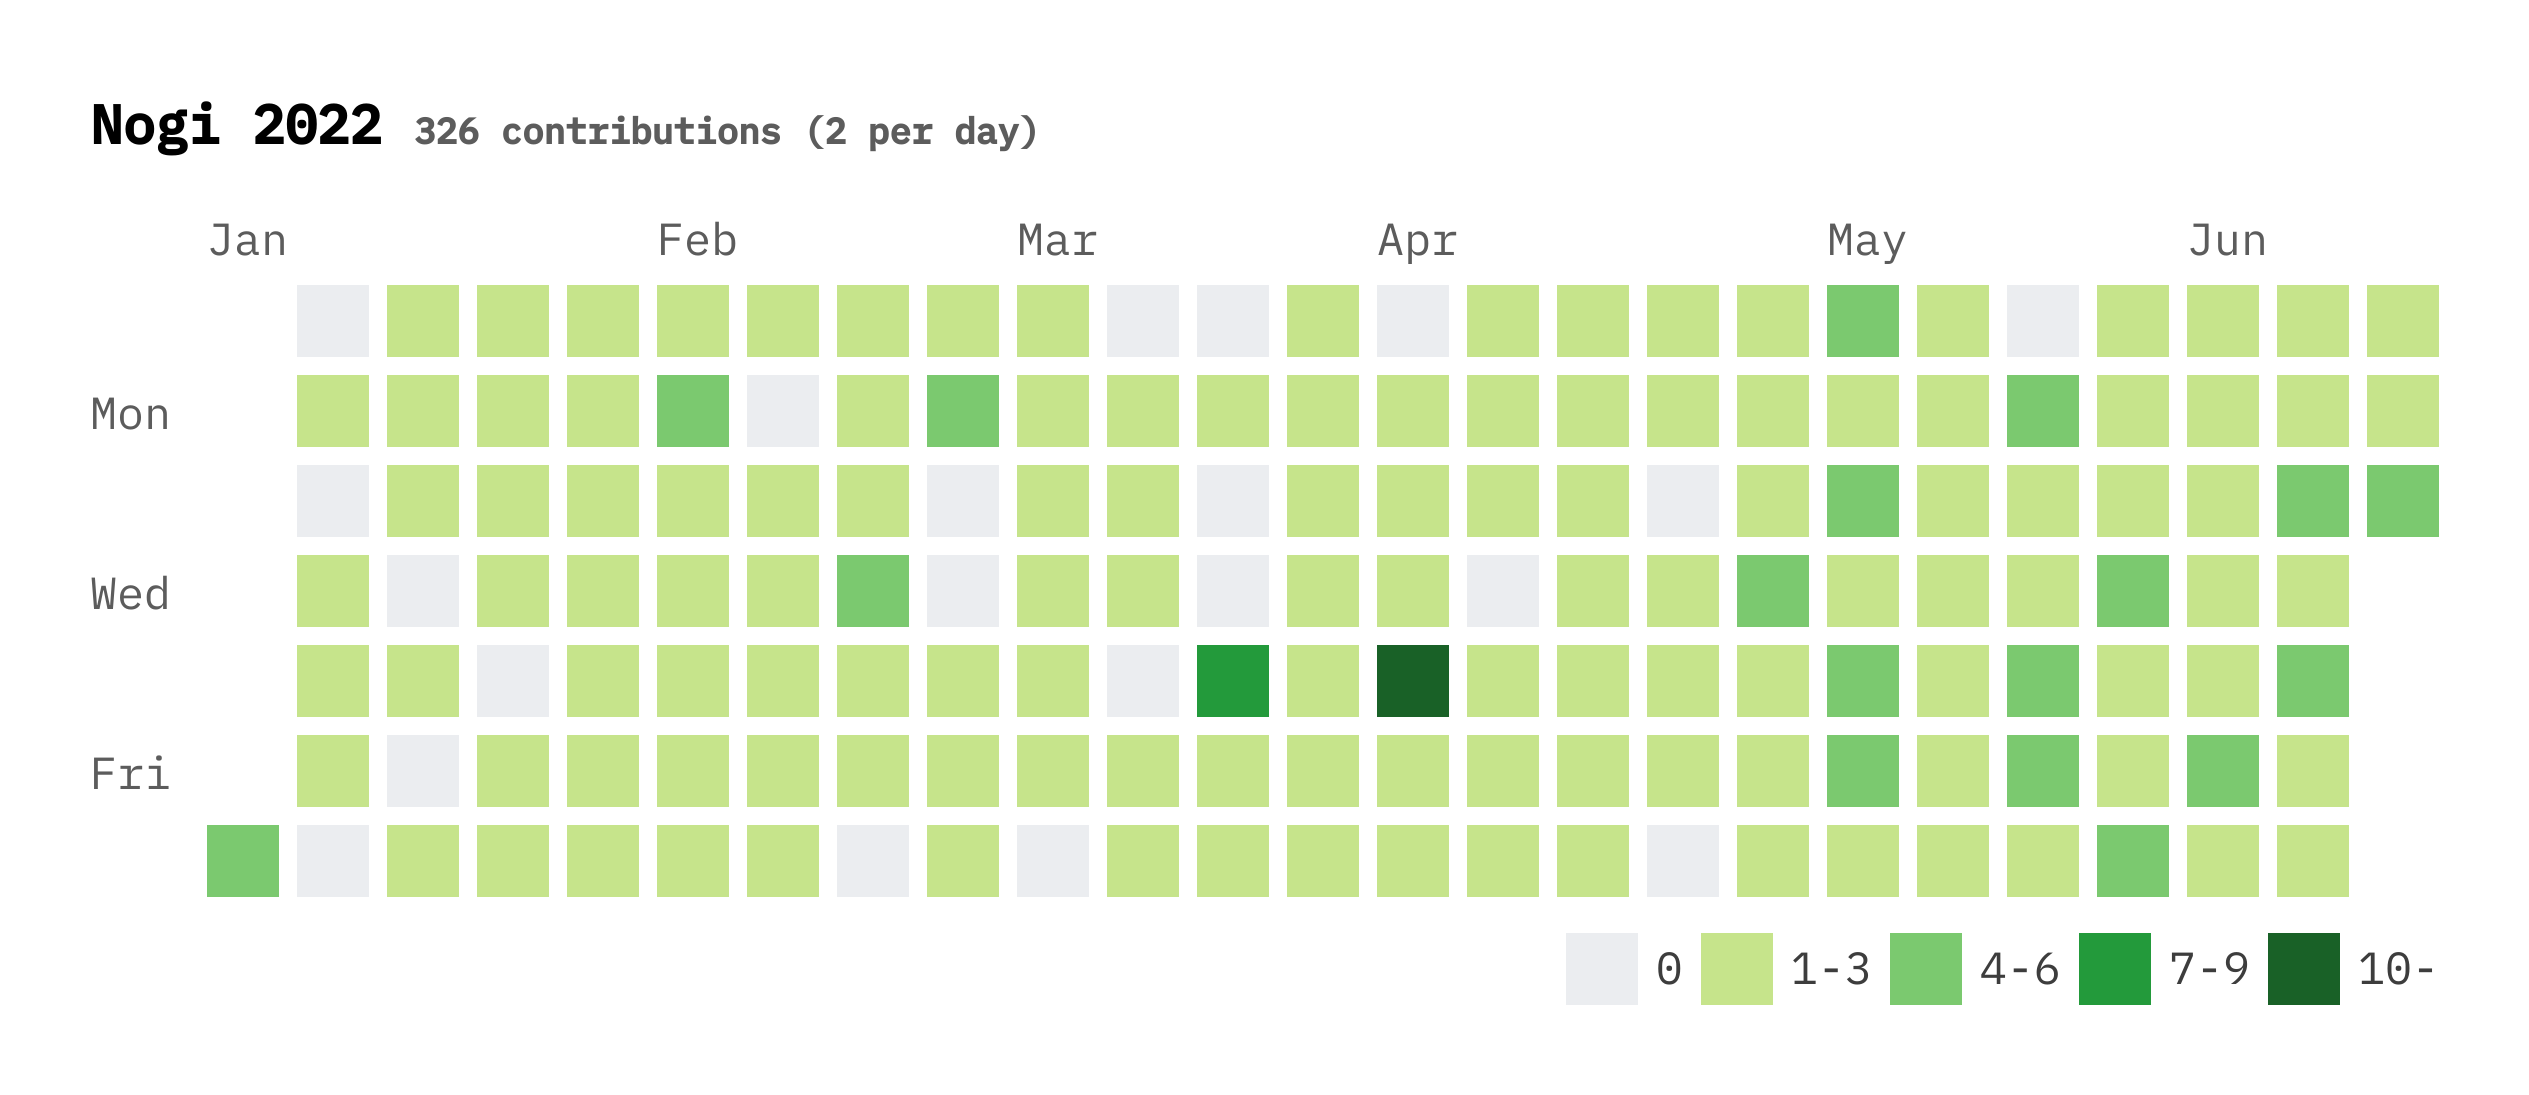 Nogi 2022 326 contributions (2 per day)
Jan Feb Mar Apr May Jun
Mon
Wed
Fri
0 1-3 4-6 7-9 10-